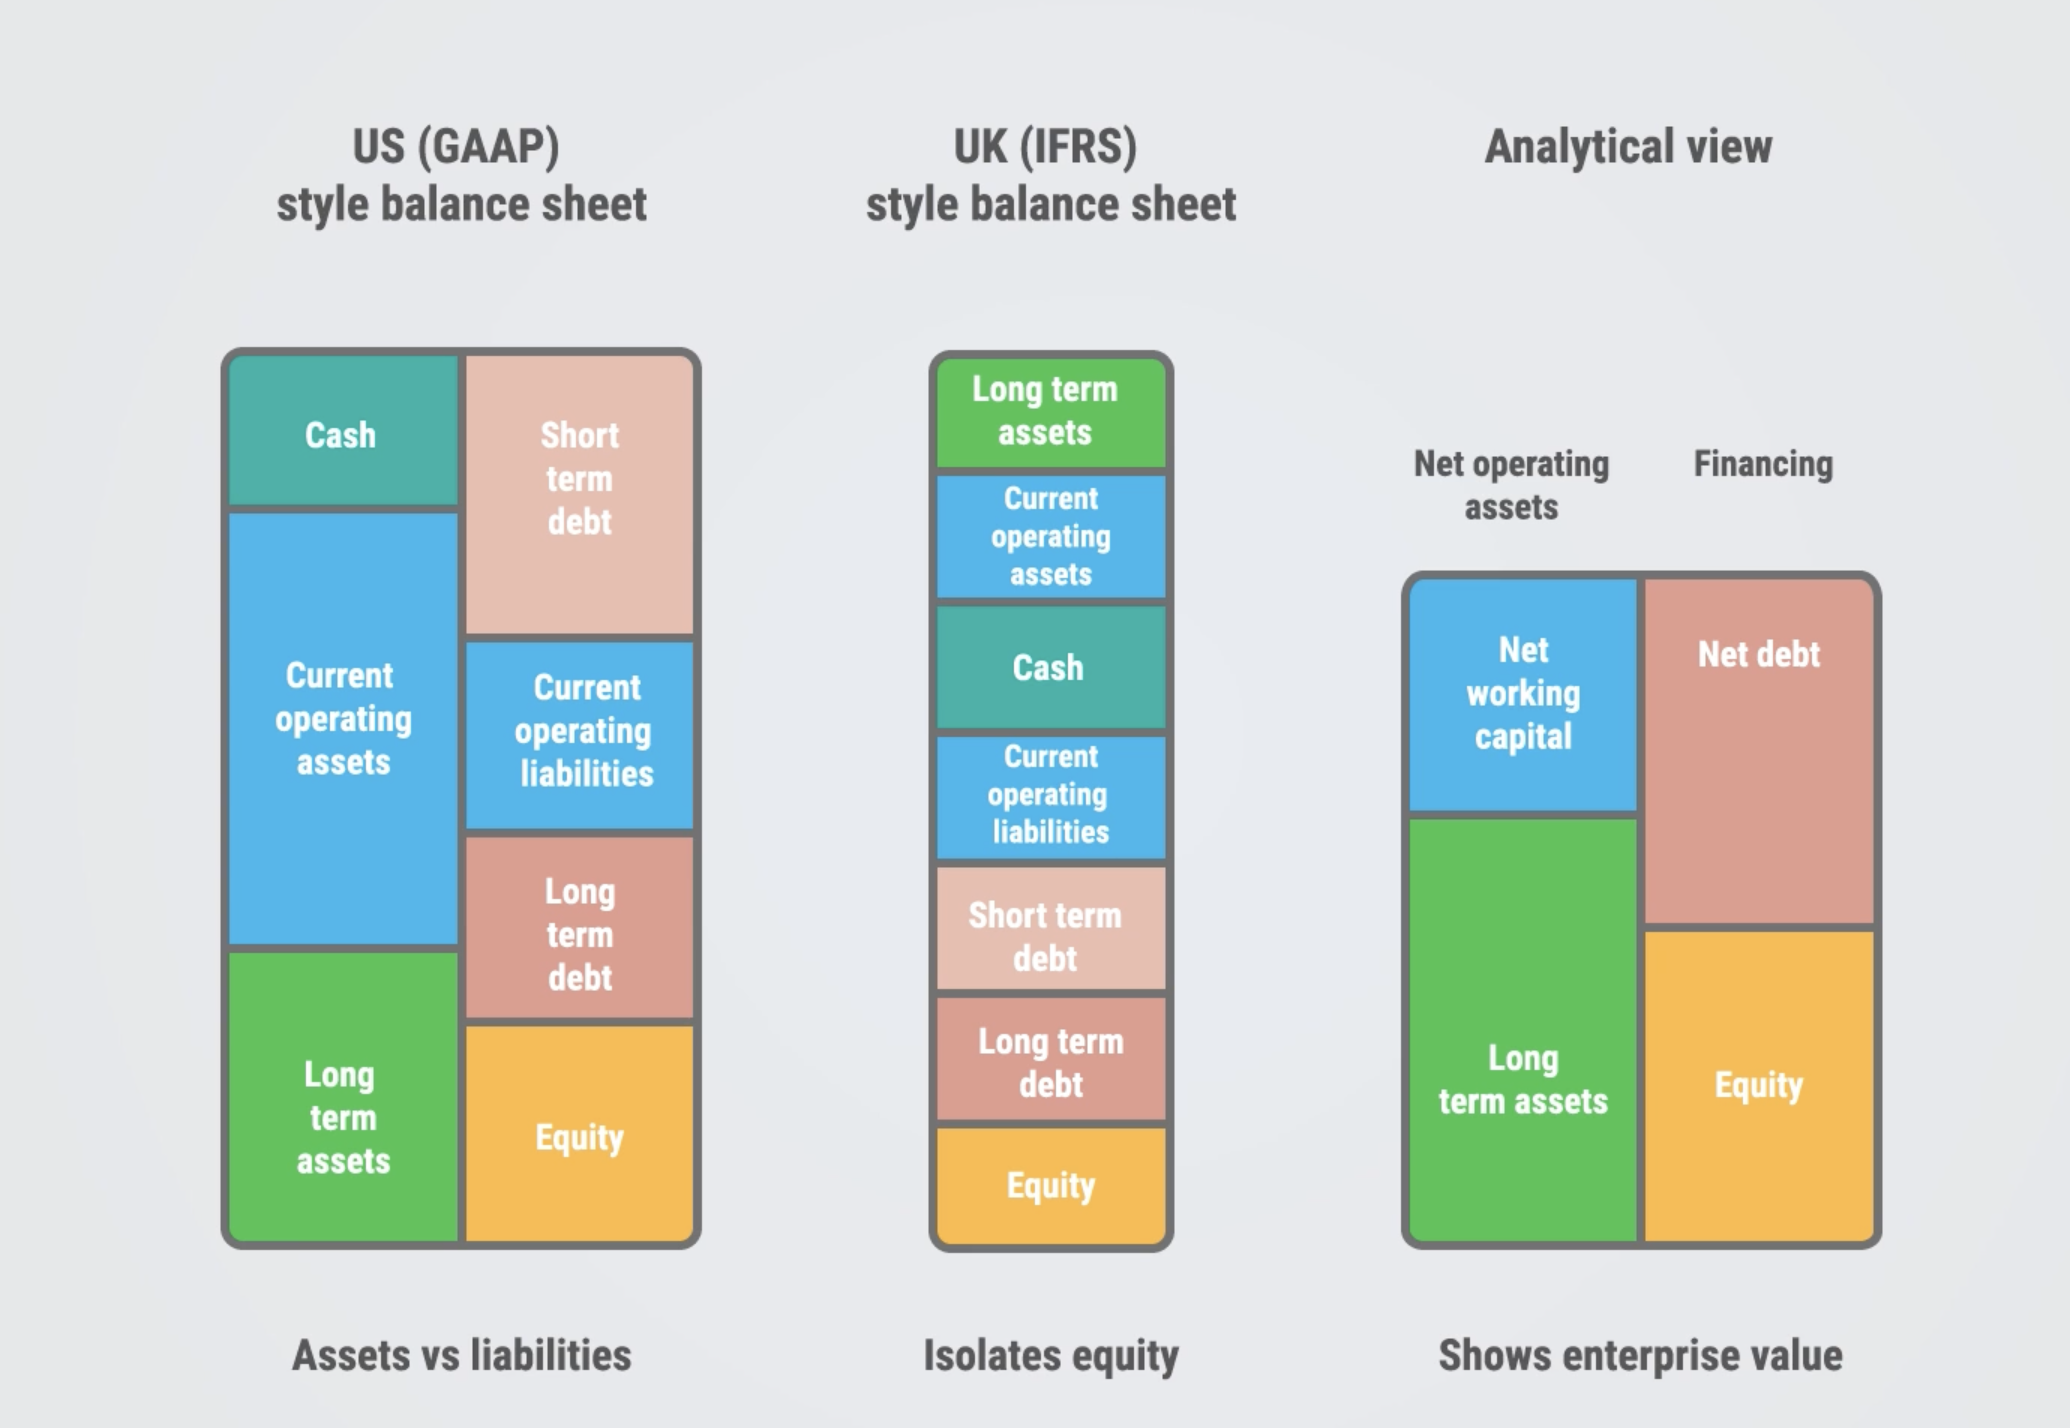 US (GAAP)
style balance sheet
UK (IFRS)
style balance sheet
Analytical view
Cash
Current
operating
assets
Long
term
assets
Short
term
debt
Current
operating
liabilities
Long
term
debt
Equity
Long term
assets
Current
operating
assets
Cash
Current
operating
liabilities
Short term
debt
Long term
debt
Equity
Net operating
assets
Financing
Net
working
capital
Long
term assets
Net debt
Equity
Assets vs liabilities
Isolates equity
Shows enterprise value